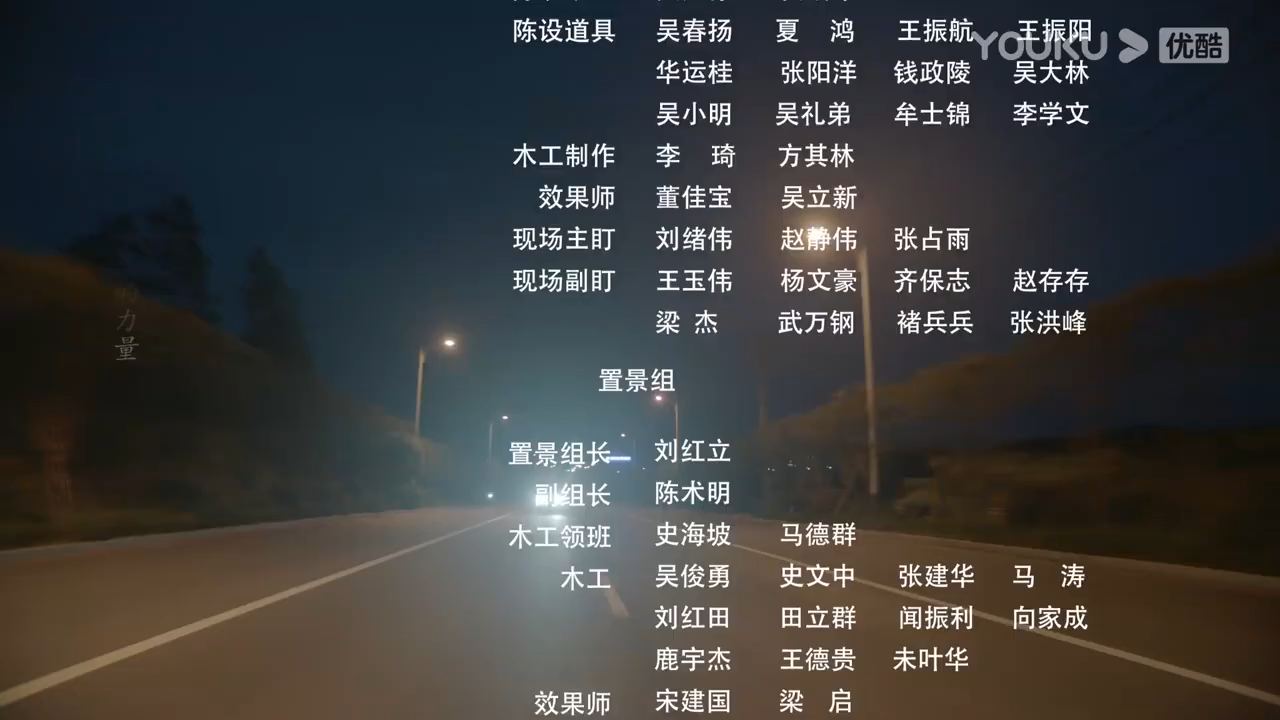 陈设道具 吴春扬 夏鸿 王振航 王振阳
YOUKU 优酷
华运桂 张阳洋 钱政陵 吴大林
吴小明 吴礼弟 牟士锦 李学文
木工制作 李琦 方其林
效果师 董佳宝 吴立新
现场主盯 刘绪伟 赵静伟 张占雨
现场副盯 王玉伟 杨文豪 齐保志 赵存存
力量
梁杰 武万钢 褚兵兵 张洪峰
置景组
置景组长 刘红立
副组长 陈术明
木工领班 史海坡 马德群
木工 吴俊勇 史文中 张建华 马涛
刘红田 田立群 闻振利 向家成
鹿宇杰 王德贵 未叶华
效果师 宋建国 梁启